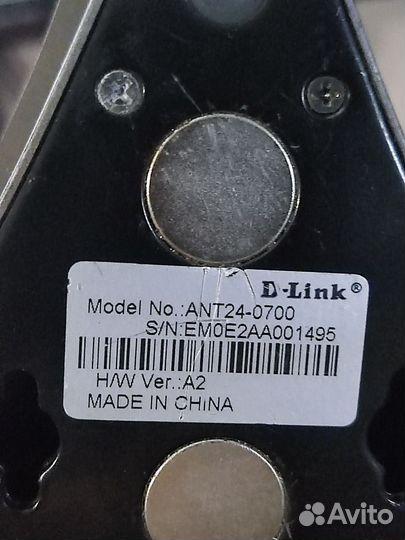 D-Link®
Model No.:ANT24-0700
S/N:EM0E2AA001495
H/W Ver.:A2
MADE IN CHINA
Avito